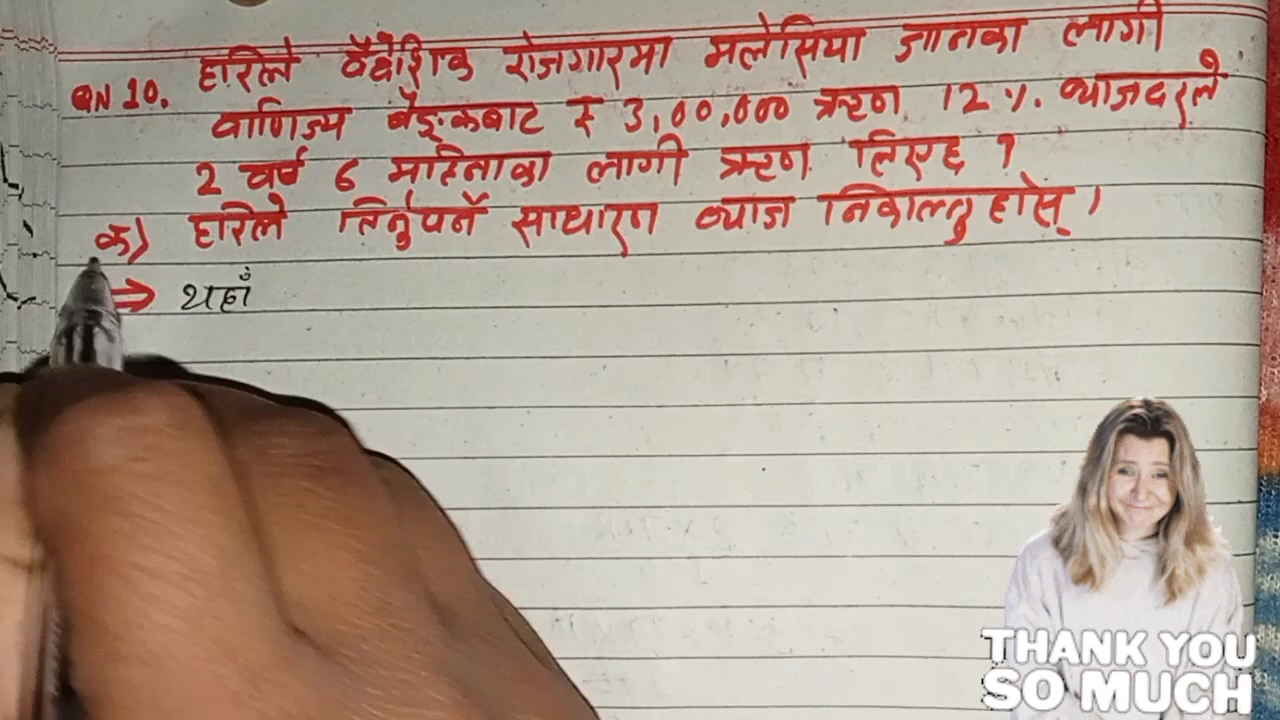 QN 10. हरिले वैदेशिक रोजगारमा मलेसिया जानका लागी
वाणिज्य बैङ्कबाट रु 3,00,000 ऋण 12%. व्याजदरले
2 वर्ष 6 महिनाका लागी ऋण लिएछ ?
क) हरिले तिर्नुपर्ने साधारण व्याज निकाल्नुहोस् ।
⇒ यहाँ
THANK YOU
SO MUCH